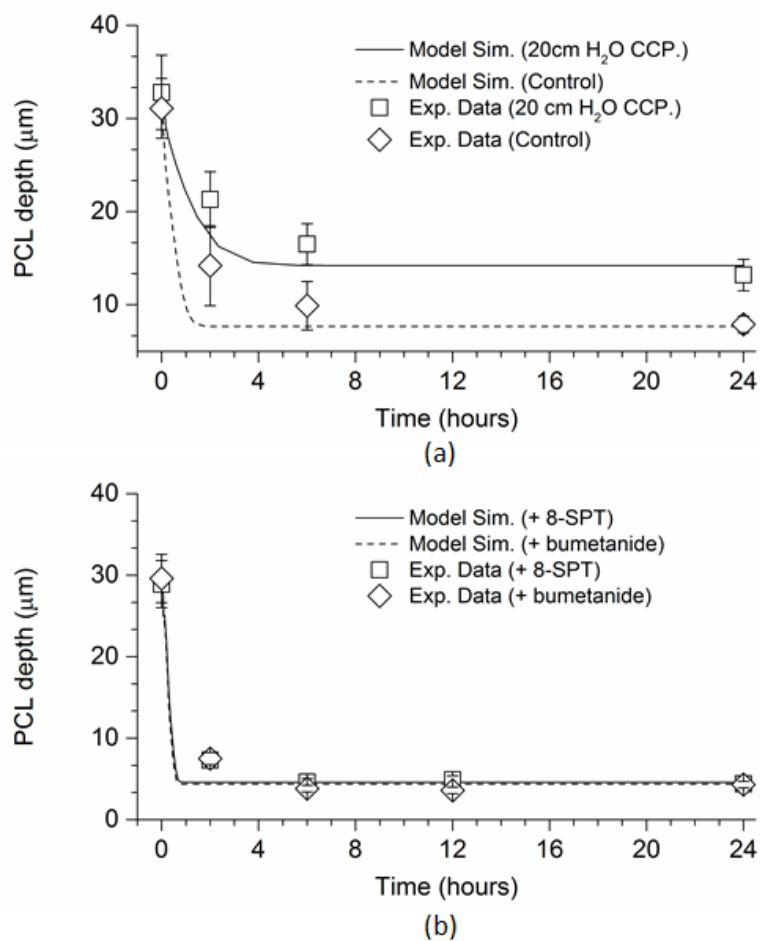 40
30
20
10
PCL depth (μm)
Model Sim. (20cm H₂O CCP.)
Model Sim. (Control)
Exp. Data (20 cm H₂O CCP.)
Exp. Data (Control)
0 4 8 12 16 20 24
Time (hours)
(a)
40
30
20
10
0
PCL depth (μm)
Model Sim. (+ 8-SPT)
Model Sim. (+ bumetanide)
Exp. Data (+ 8-SPT)
Exp. Data (+ bumetanide)
0 4 8 12 16 20 24
Time (hours)
(b)